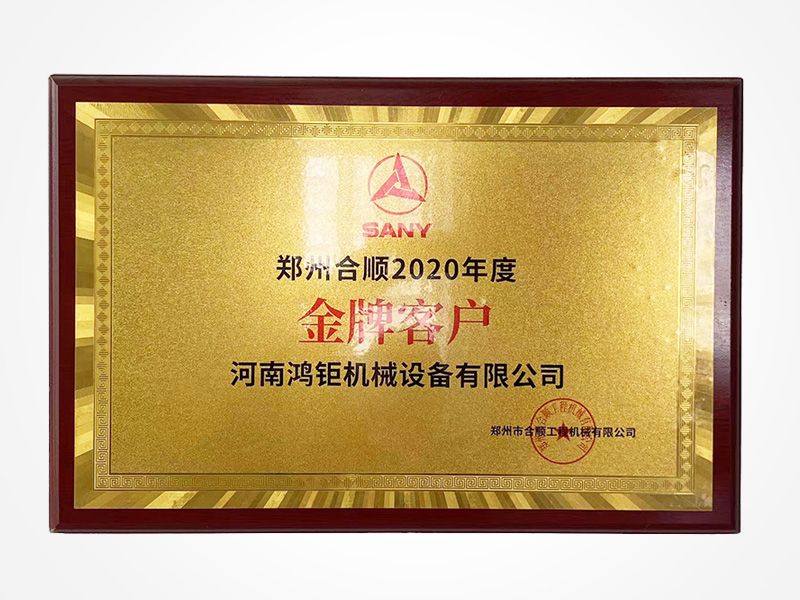 SANY
郑州合顺2020年度
金牌客户
河南鸿钜机械设备有限公司
郑州市合顺工程机械有限公司